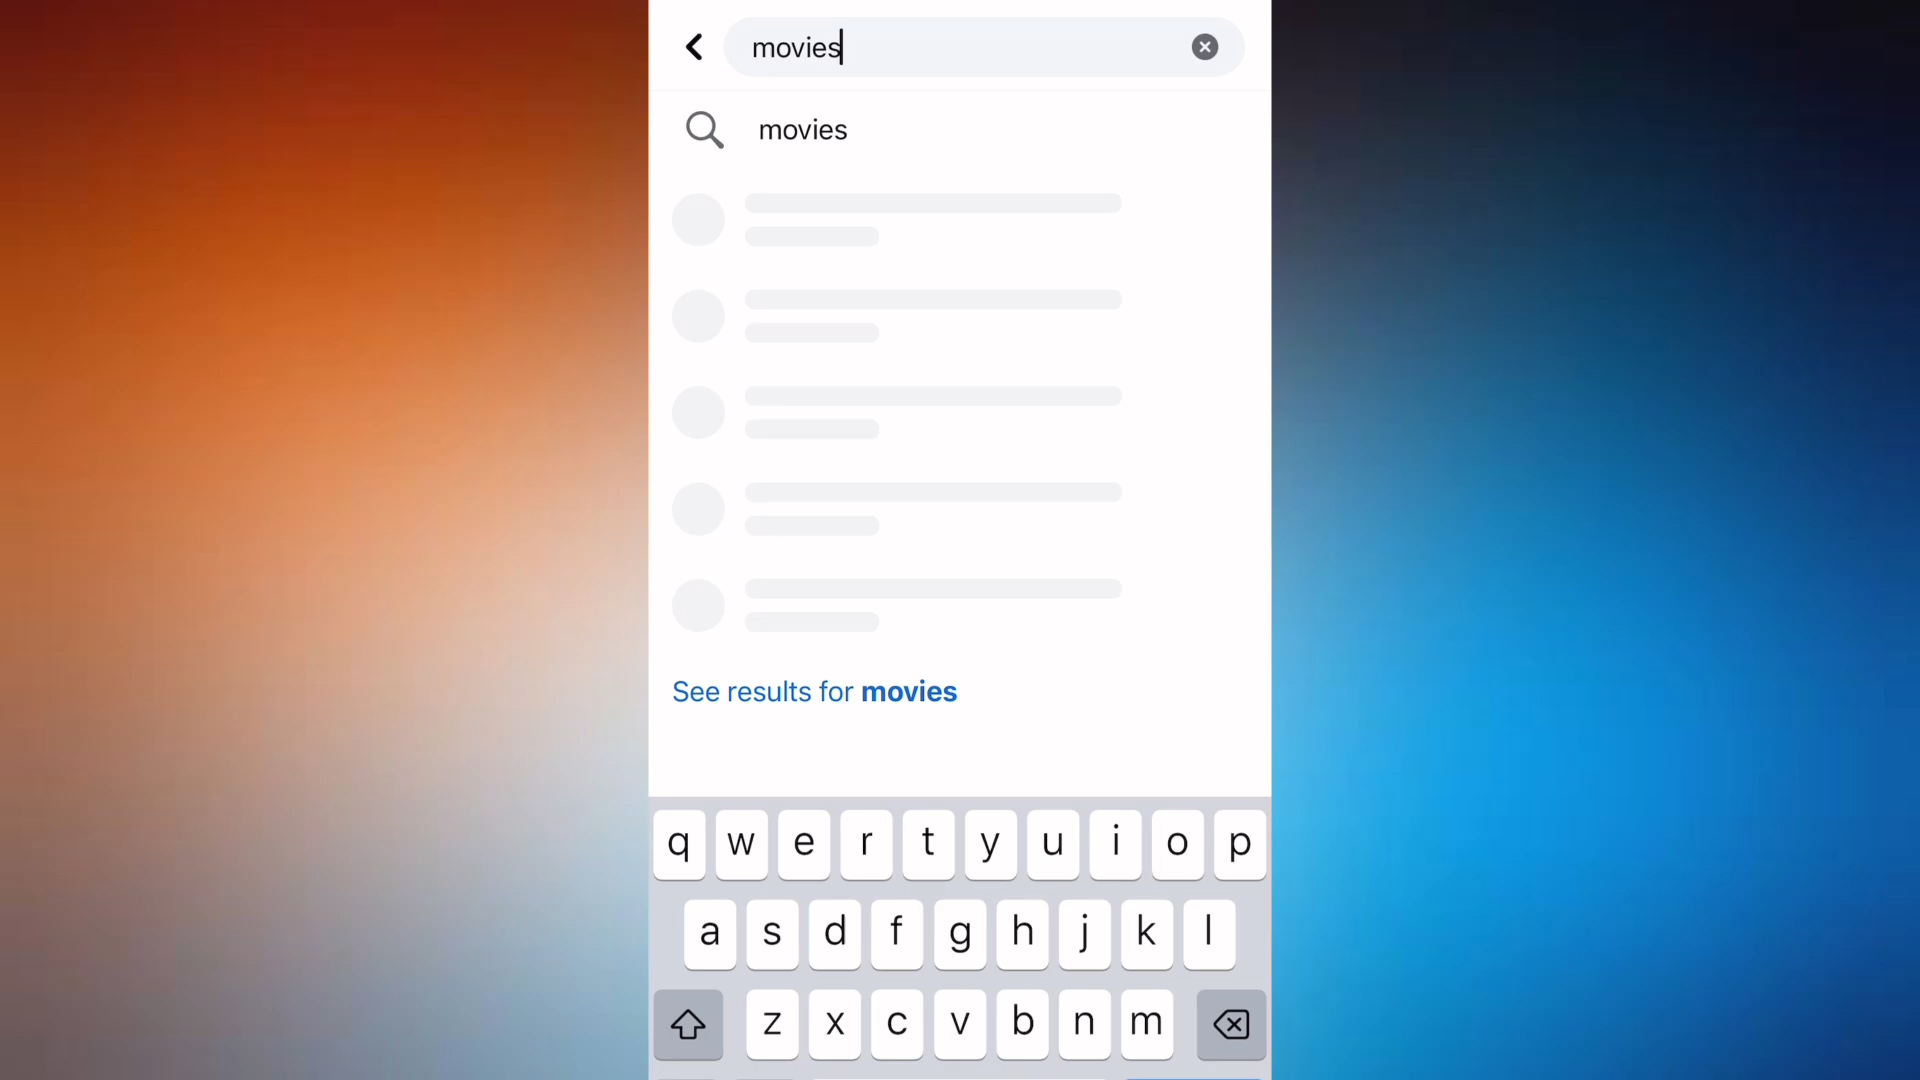 movies
movies
See results for movies
q w e r t y u i o p
a s d f g h j k l
z x c v b n m